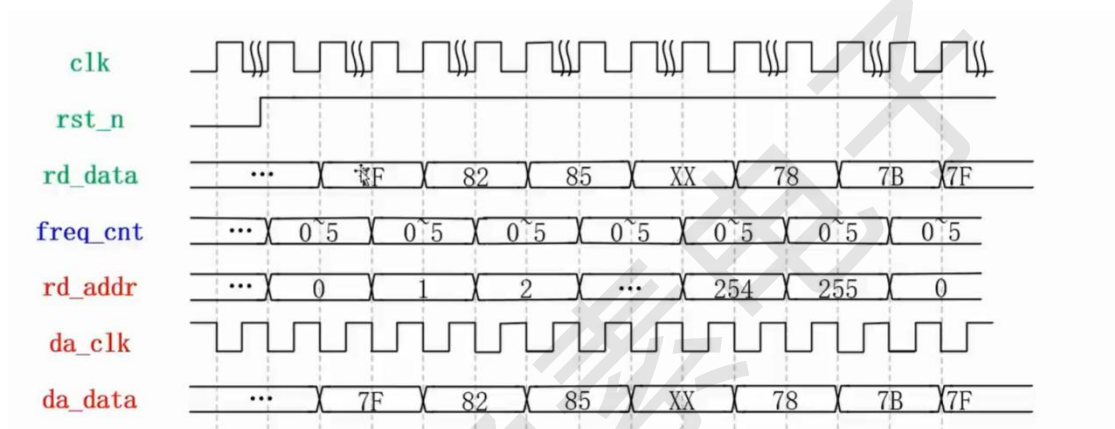 clk
rst_n
rd_data ··· 7F 82 85 XX 78 7B 7F
freq_cnt ··· 0~5 0~5 0~5 0~5 0~5 0~5 0~5
rd_addr ··· 0 1 2 ··· 254 255 0
da_clk
da_data ··· 7F 82 85 XX 78 7B 7F